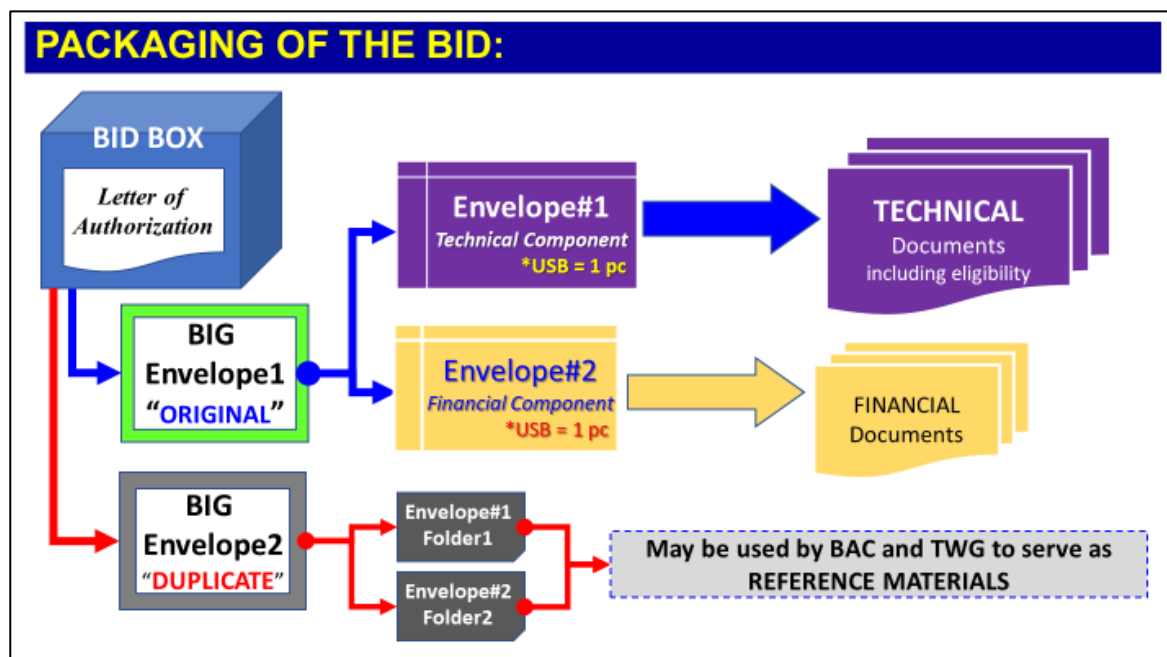 PACKAGING OF THE BID:
BID BOX
Letter of
Authorization
Envelope#1
Technical Component
*USB = 1 pc
TECHNICAL
Documents
including eligibility
BIG
Envelope1
“ORIGINAL”
Envelope#2
Financial Component
*USB = 1 pc
FINANCIAL
Documents
BIG
Envelope2
“DUPLICATE”
Envelope#1
Folder1
Envelope#2
Folder2
May be used by BAC and TWG to serve as
REFERENCE MATERIALS